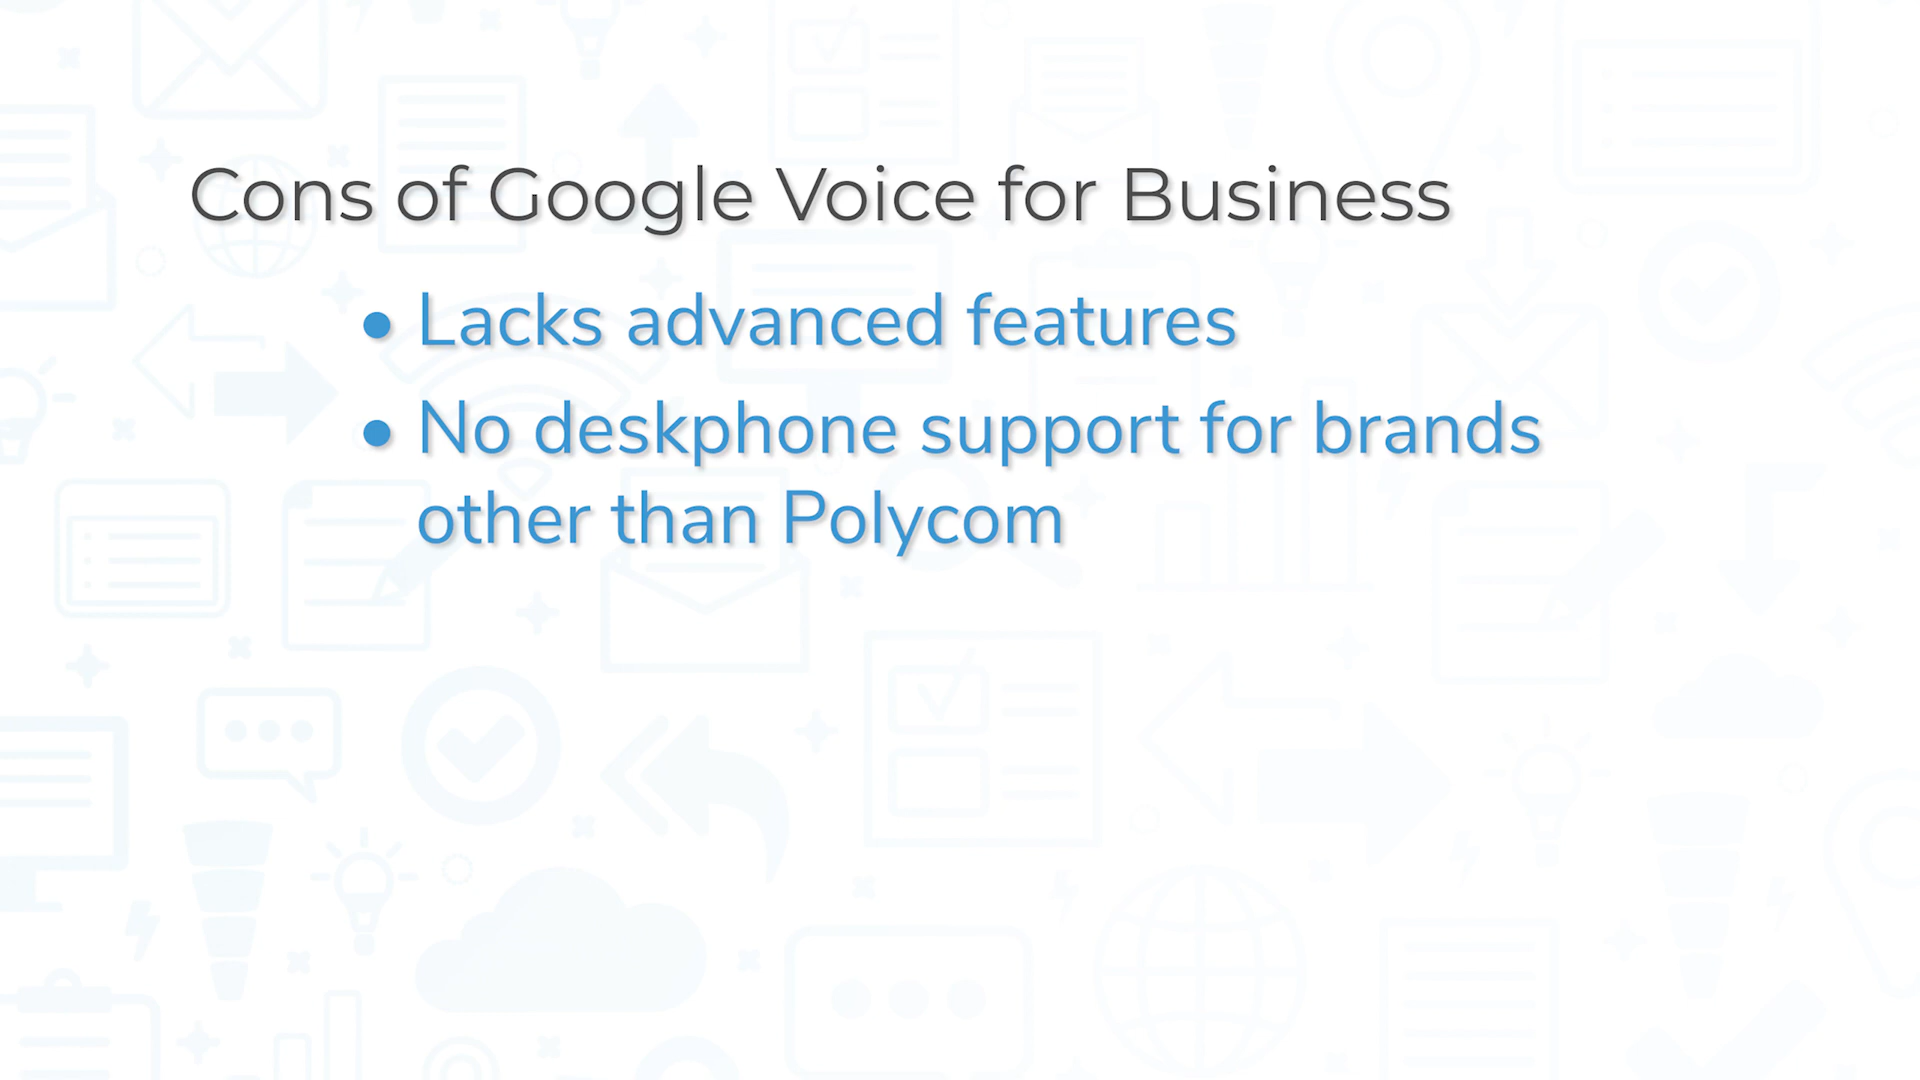 Cons of Google Voice for Business
• Lacks advanced features
• No deskphone support for brands
other than Polycom